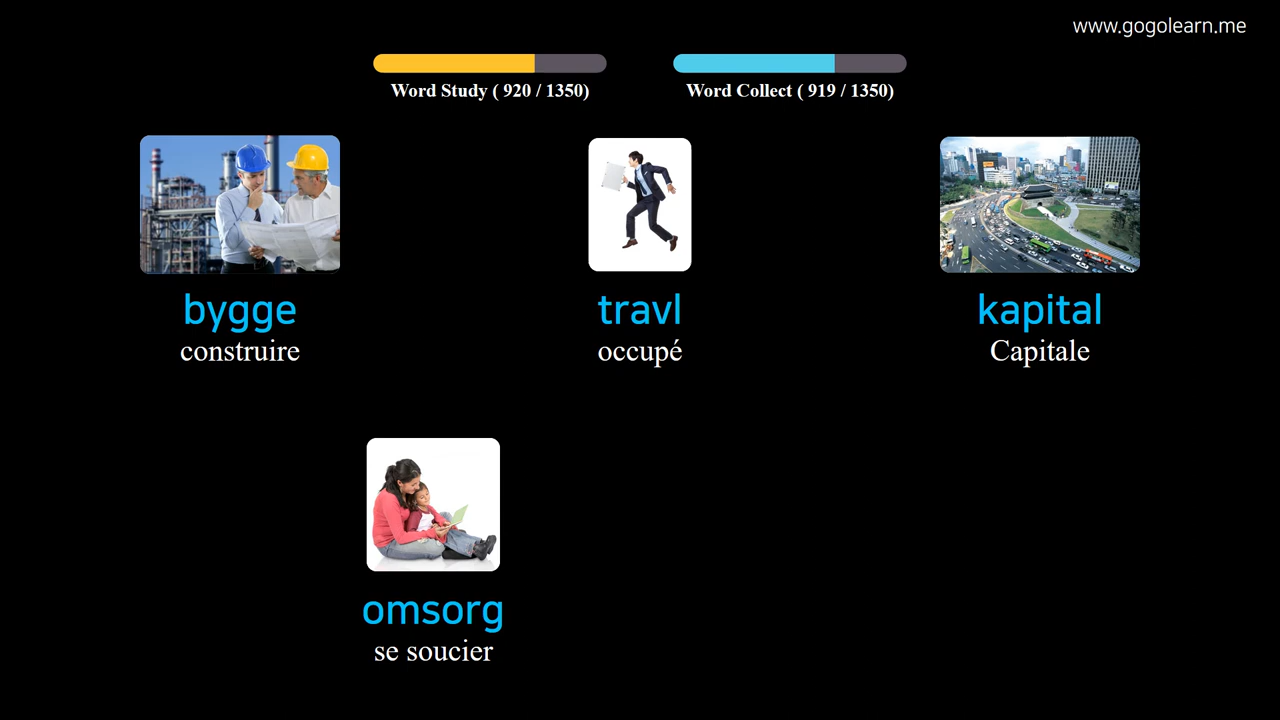 www.gogolearn.me
Word Study ( 920 / 1350)
Word Collect ( 919 / 1350)
bygge
construire
travl
occupé
kapital
Capitale
omsorg
se soucier